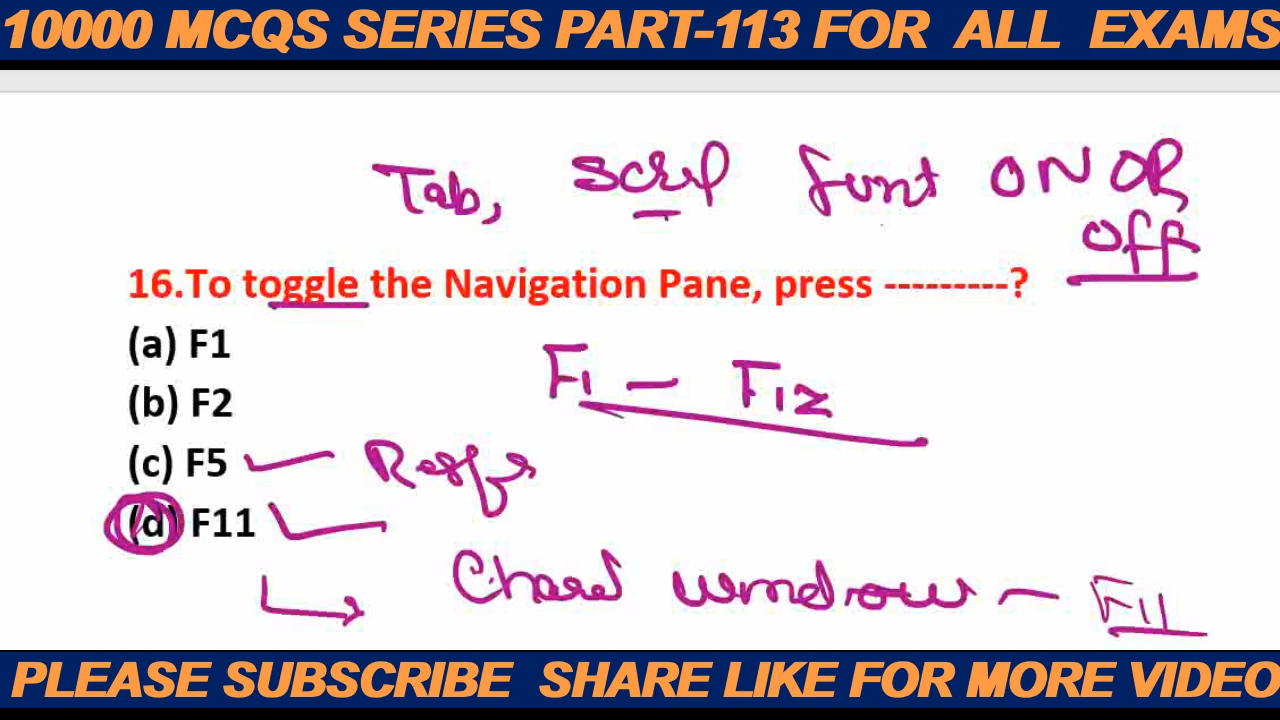 10000 MCQS SERIES PART-113 FOR ALL EXAMS
Tab, font ON OR
off
16.To toggle the Navigation Pane, press ---------?
(a) F1
(b) F2
F1 - F12
(c) F5
(d) F11
window - F11
PLEASE SUBSCRIBE SHARE LIKE FOR MORE VIDEO